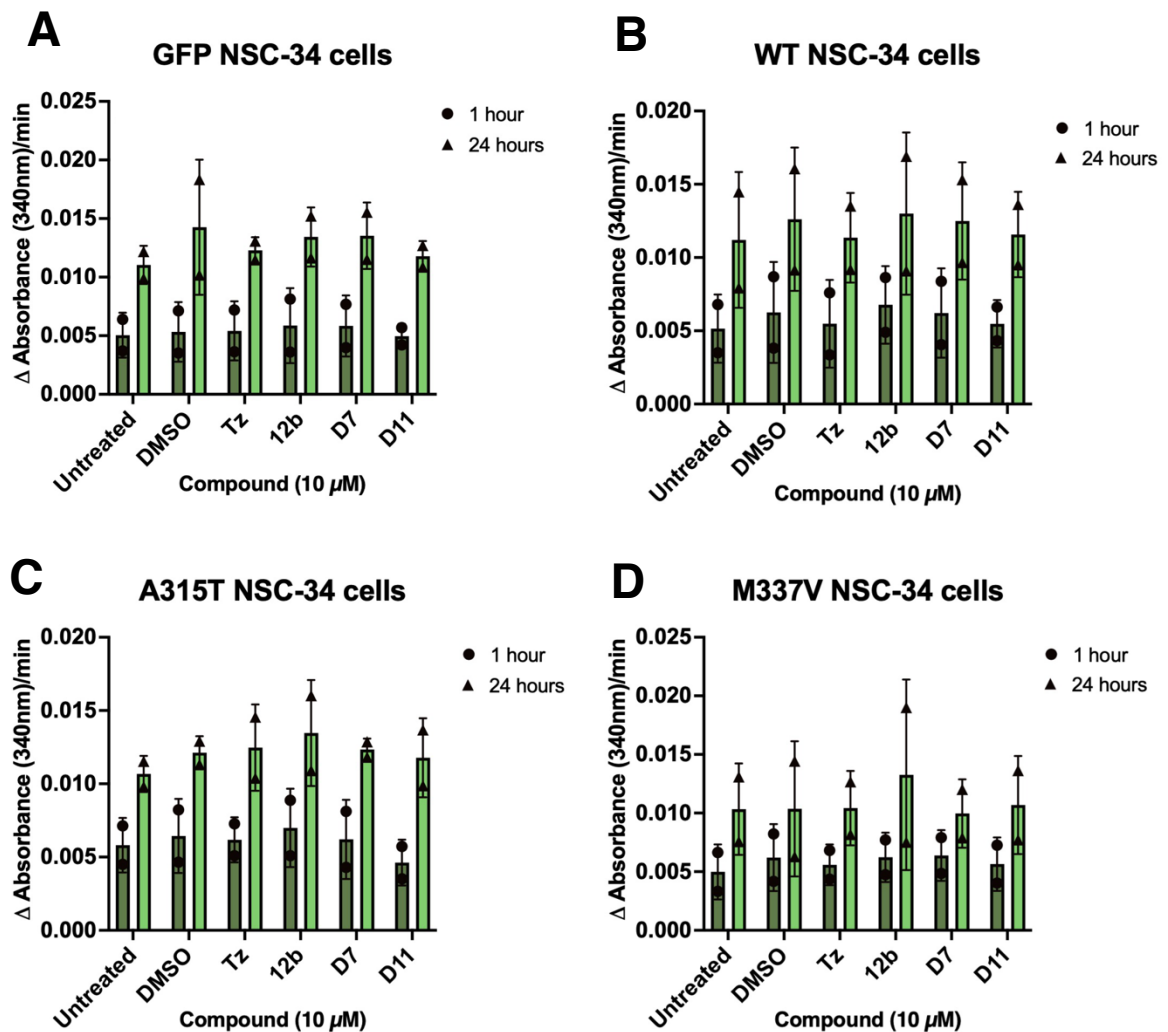 A
GFP NSC-34 cells
Δ Absorbance (340nm)/min
0.025
0.020
0.015
0.010
0.005
0.000
1 hour
24 hours
Untreated
DMSO
Tz
12b
D7
D11
Compound (10 µM)
B
WT NSC-34 cells
Δ Absorbance (340nm)/min
0.020
0.015
0.010
0.005
0.000
1 hour
24 hours
Untreated
DMSO
Tz
12b
D7
D11
Compound (10 µM)
C
A315T NSC-34 cells
Δ Absorbance (340nm)/min
0.020
0.015
0.010
0.005
0.000
1 hour
24 hours
Untreated
DMSO
Tz
12b
D7
D11
Compound (10 µM)
D
M337V NSC-34 cells
Δ Absorbance (340nm)/min
0.025
0.020
0.015
0.010
0.005
0.000
1 hour
24 hours
Untreated
DMSO
Tz
12b
D7
D11
Compound (10 µM)